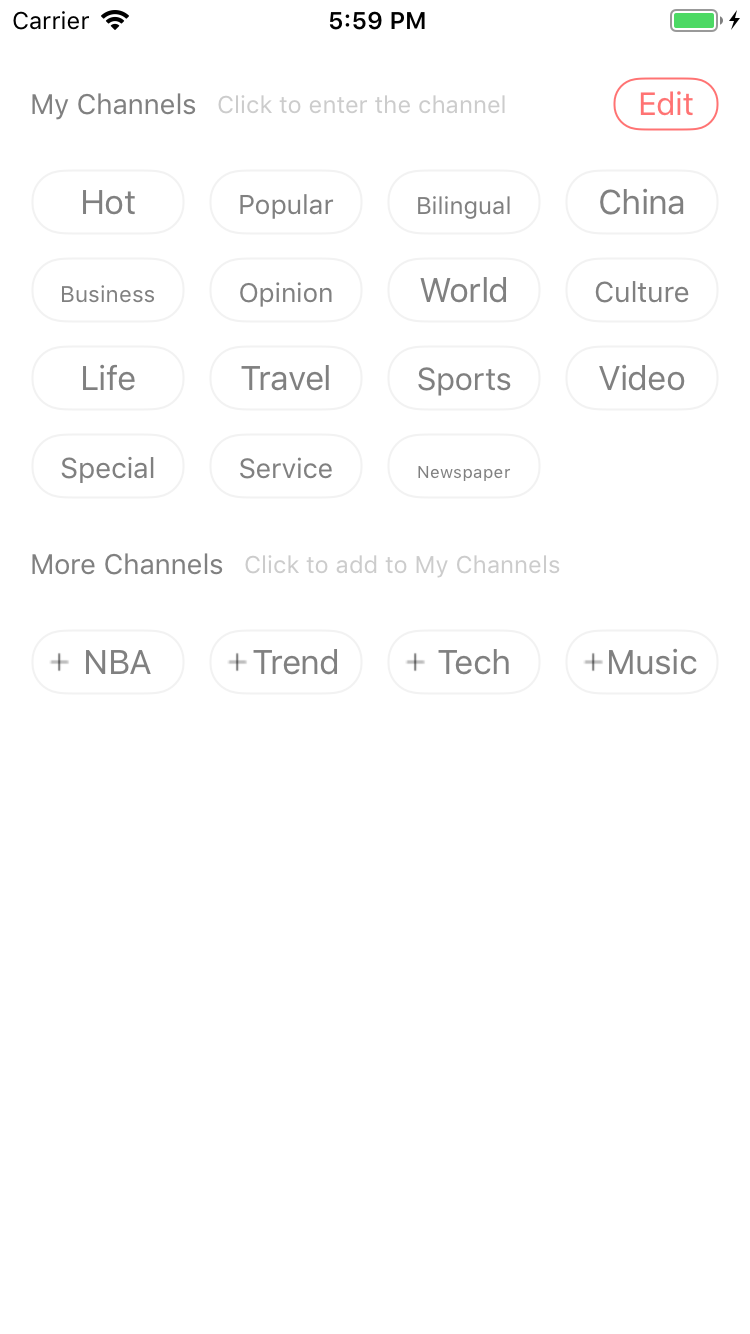 Carrier 5:59 PM
My Channels Click to enter the channel Edit
Hot Popular Bilingual China
Business Opinion World Culture
Life Travel Sports Video
Special Service Newspaper
More Channels Click to add to My Channels
+ NBA + Trend + Tech + Music